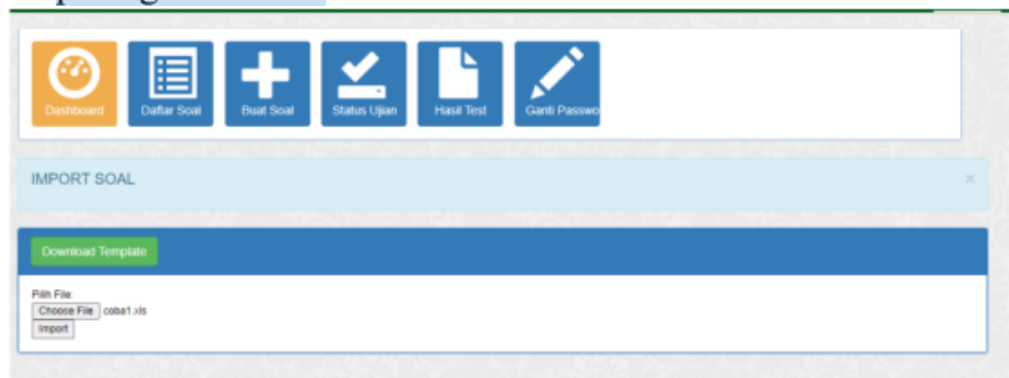 Dashboard
Daftar Soal
Buat Soal
Status Ujian
Hasil Test
Ganti Passwo
IMPORT SOAL
×
Download Template
Pilih File:
Choose File coba1.xls
Import